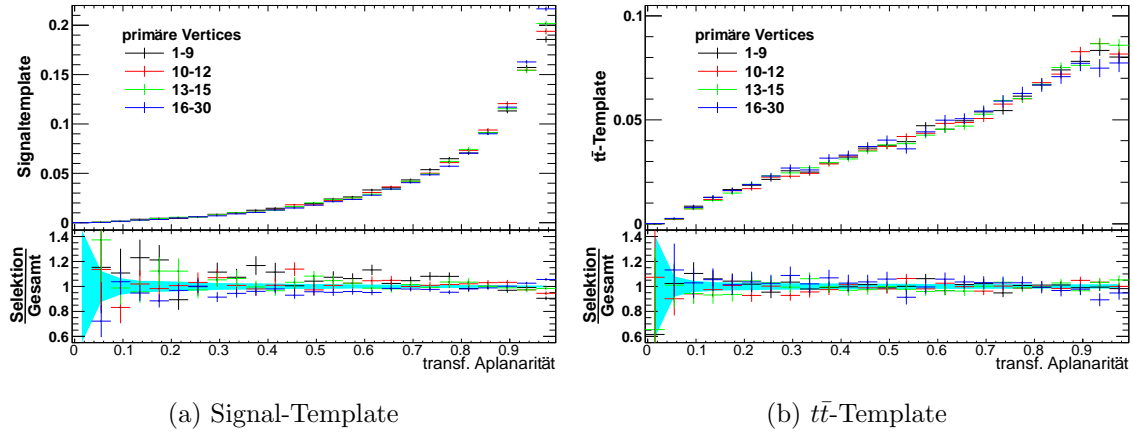 Signaltemplate
0.2
0.15
0.1
0.05
0
primäre Vertices
1-9
10-12
13-15
16-30
Selektion
Gesamt
1.4
1.2
1
0.8
0.6
0 0.1 0.2 0.3 0.4 0.5 0.6 0.7 0.8 0.9
transf. Aplanarität
(a) Signal-Template
tt̄-Template
0.1
0.05
0
primäre Vertices
1-9
10-12
13-15
16-30
Selektion
Gesamt
1.4
1.2
1
0.8
0.6
0 0.1 0.2 0.3 0.4 0.5 0.6 0.7 0.8 0.9
transf. Aplanarität
(b) tt̄-Template